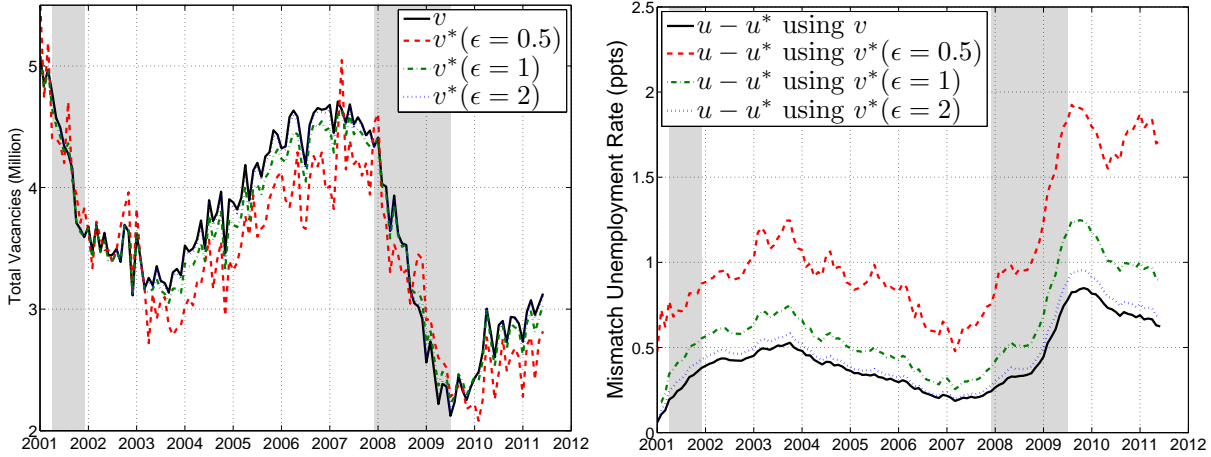 Total Vacancies (Million)
5
4
3
2
v
v*(ϵ = 0.5)
v*(ϵ = 1)
v*(ϵ = 2)
2001 2002 2003 2004 2005 2006 2007 2008 2009 2010 2011 2012
Mismatch Unemployment Rate (ppts)
2.5
2
1.5
1
0.5
0
u − u* using v
u − u* using v*(ϵ = 0.5)
u − u* using v*(ϵ = 1)
u − u* using v*(ϵ = 2)
2001 2002 2003 2004 2005 2006 2007 2008 2009 2010 2011 2012